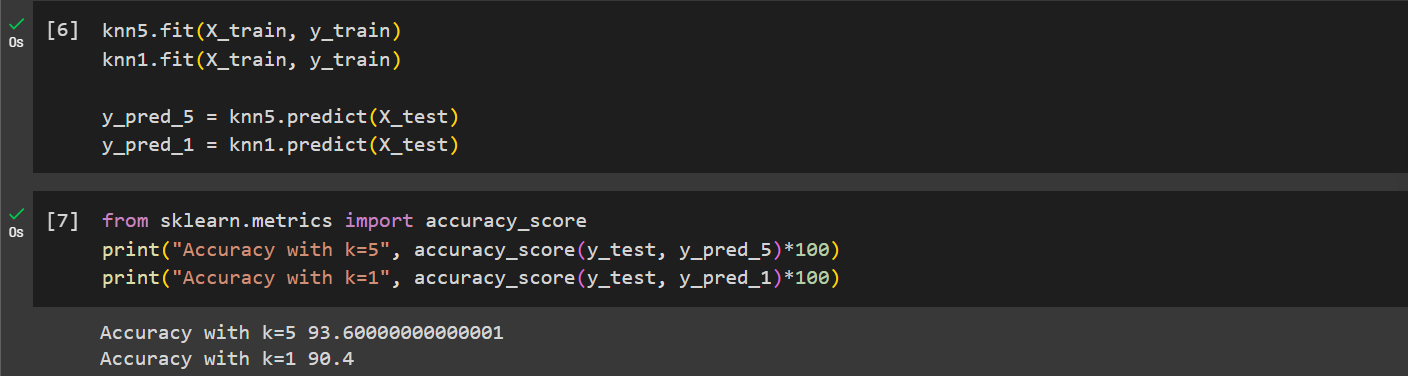 [6] knn5.fit(X_train, y_train)
knn1.fit(X_train, y_train)
y_pred_5 = knn5.predict(X_test)
y_pred_1 = knn1.predict(X_test)
0s
[7] from sklearn.metrics import accuracy_score
print("Accuracy with k=5", accuracy_score(y_test, y_pred_5)*100)
print("Accuracy with k=1", accuracy_score(y_test, y_pred_1)*100)
0s
Accuracy with k=5 93.60000000000001
Accuracy with k=1 90.4